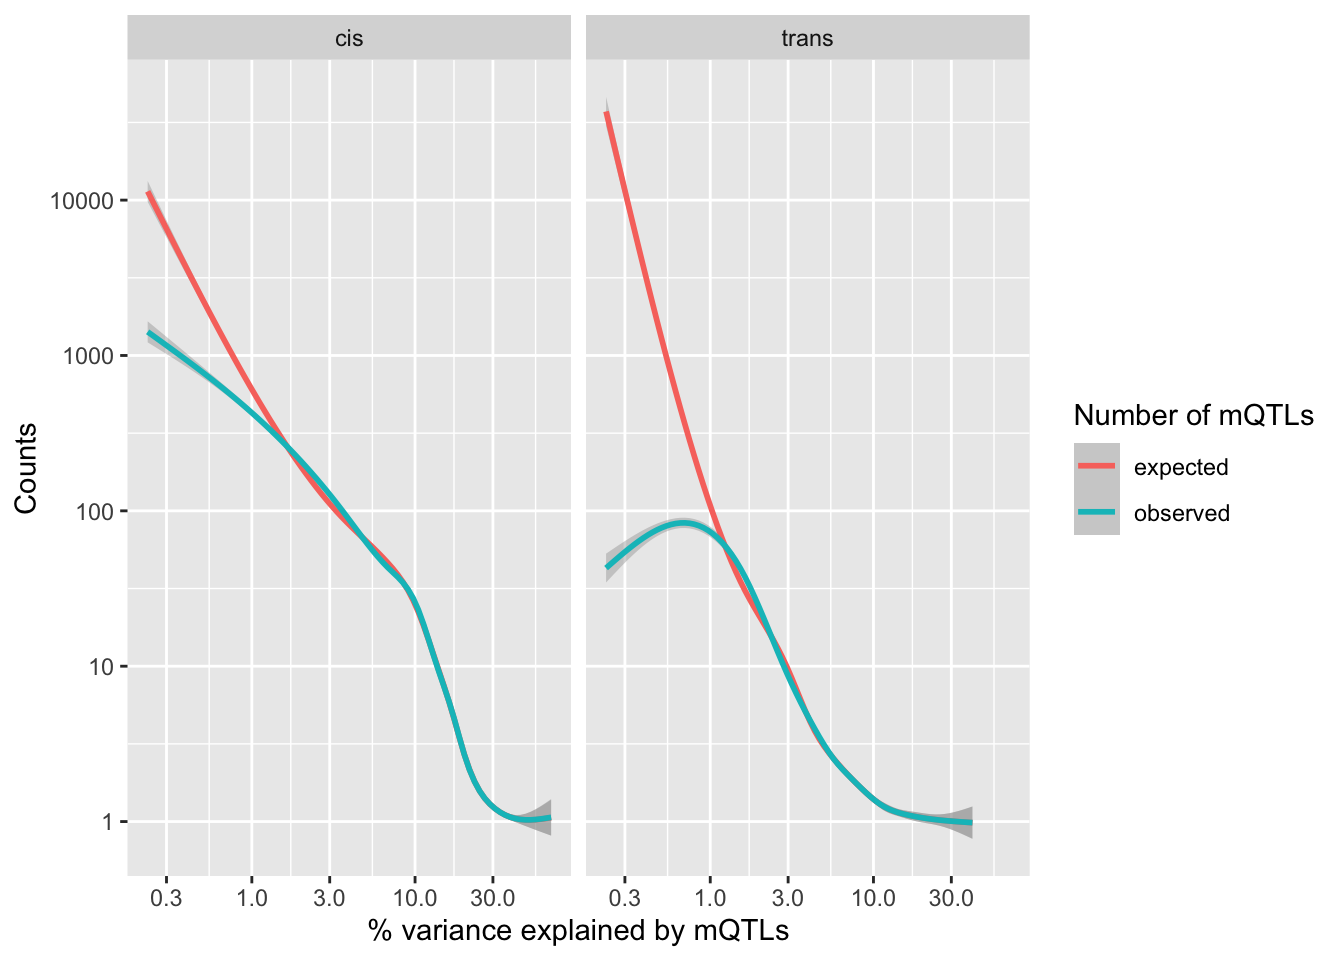 cis
trans
10000
1000
100
10
1
Counts
0.3 1.0 3.0 10.0 30.0
0.3 1.0 3.0 10.0 30.0
% variance explained by mQTLs
Number of mQTLs
expected
observed